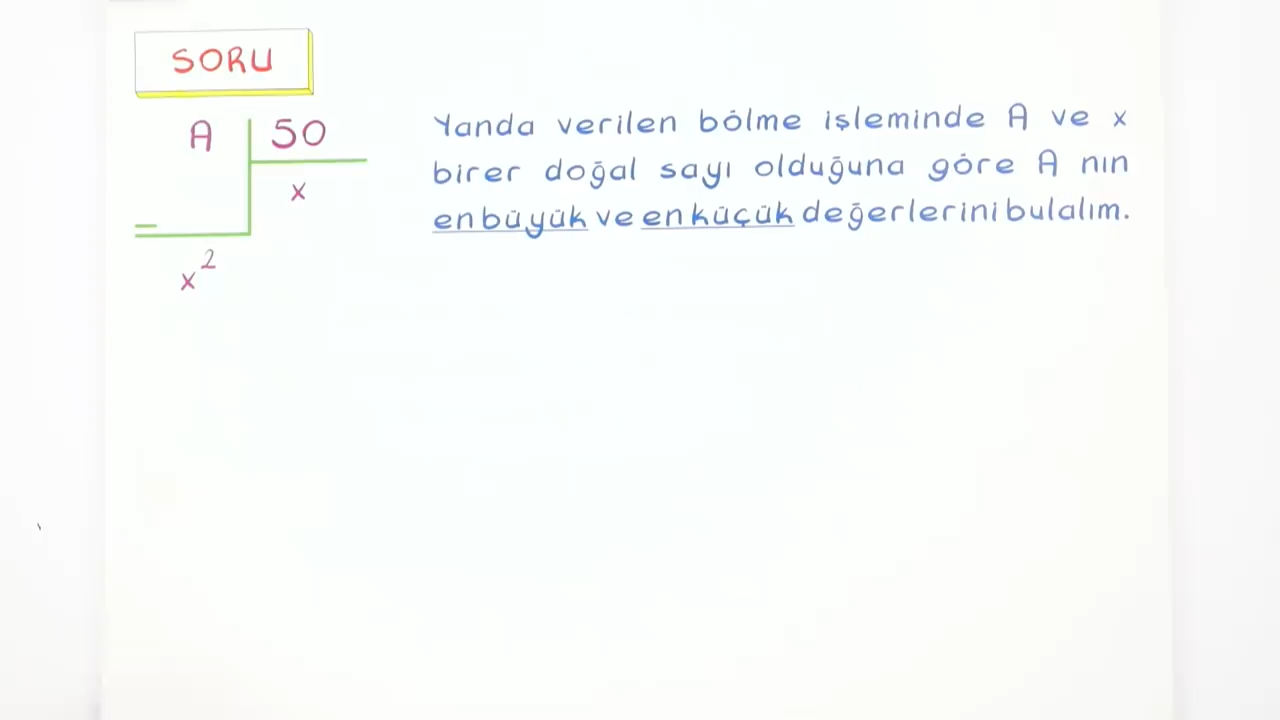 SORU
A 50
x
x²
Yanda verilen bölme işleminde A ve x
birer doğal sayı olduğuna göre A nın
en büyük ve en küçük değerlerini bulalım.